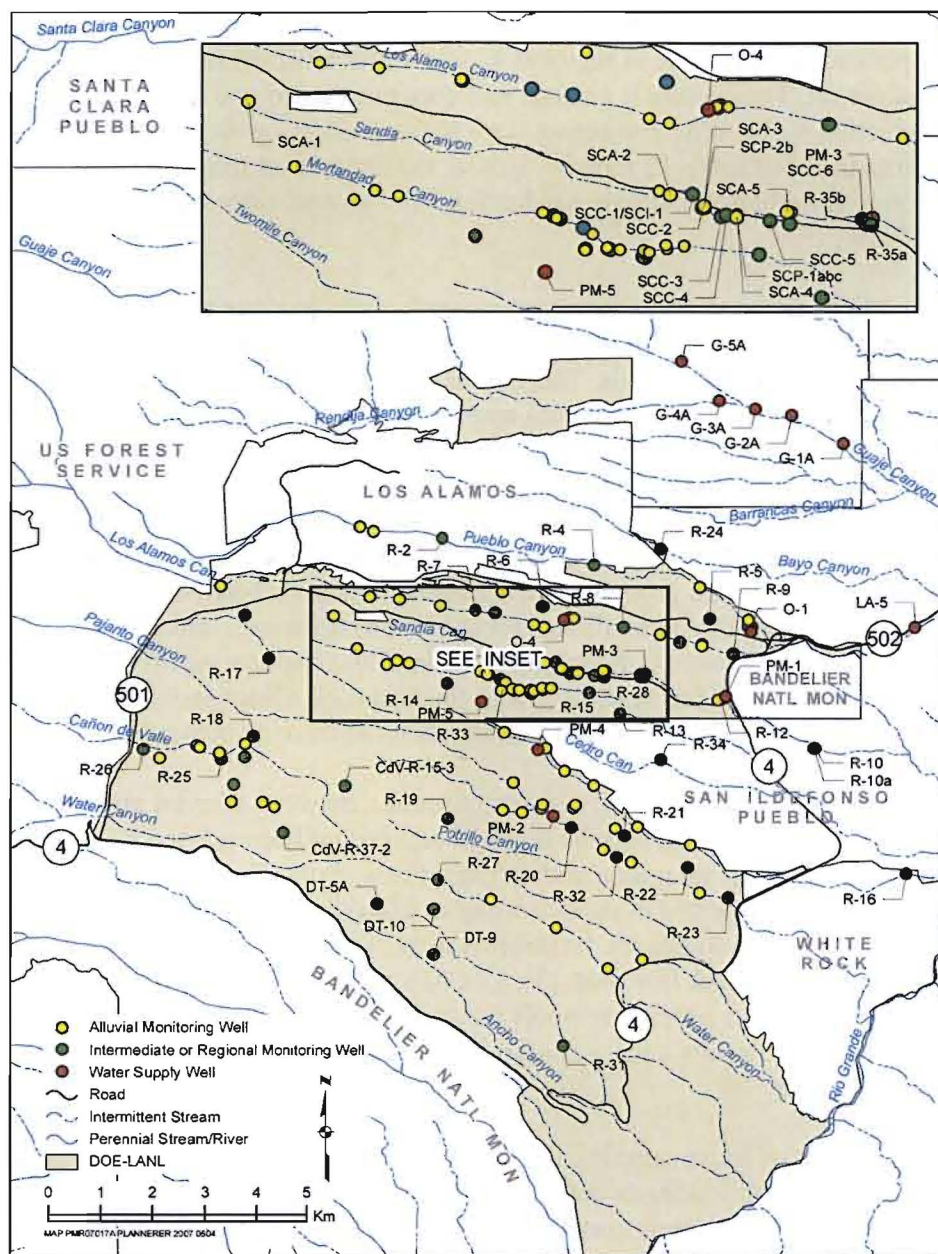 Santa Clara Canyon
SANTA
CLARA
PUEBLO
Los Alamos Canyon
O-4
SCA-1
Sandia Canyon
SCA-3
SCP-2b
SCA-2
PM-3
SCC-6
Mortandad Canyon
SCA-5
R-35b
SCC-1/SCI-1
SCC-2
Twomile Canyon
R-35a
Guaje Canyon
SCC-5
PM-5
SCC-3
SCP-1abc
SCC-4
SCA-4
G-5A
Rendija Canyon
G-4A
G-3A
G-2A
G-1A
Guaje Canyon
US FOREST
SERVICE
LOS ALAMOS
Barrancas Canyon
R-4
R-24
Los Alamos Can
R-2
Pueblo Canyon
Bayo Canyon
R-7
R-6
R-5
R-9
R-8
O-1
LA-5
Pajarito Canyon
Sandia Can
O-4
502
R-17
SEE INSET
PM-3
PM-1
BANDELIER
NATL MON
501
R-14
R-28
PM-5
R-15
R-18
R-33
PM-4
R-13
R-12
Cañon de Valle
Cedro Can
R-34
4
R-10
R-26
R-25
R-10a
CdV-R-15-3
SAN ILDEFONSO
PUEBLO
R-19
R-21
Water Canyon
PM-2
4
Potrillo Canyon
CdV-R-37-2
R-27
R-20
R-32
R-22
R-16
DT-5A
DT-10
R-23
DT-9
WHITE
ROCK
BANDELIER NATL MON
4
Water Canyon
Ancho Canyon
R-31
Rio Grande
Alluvial Monitoring Well
Intermediate or Regional Monitoring Well
Water Supply Well
Road
N
Intermittent Stream
Perennial Stream/River
DOE-LANL
0 1 2 3 4 5
Km
MAP PMR07017A PLANNERER 2007 0604